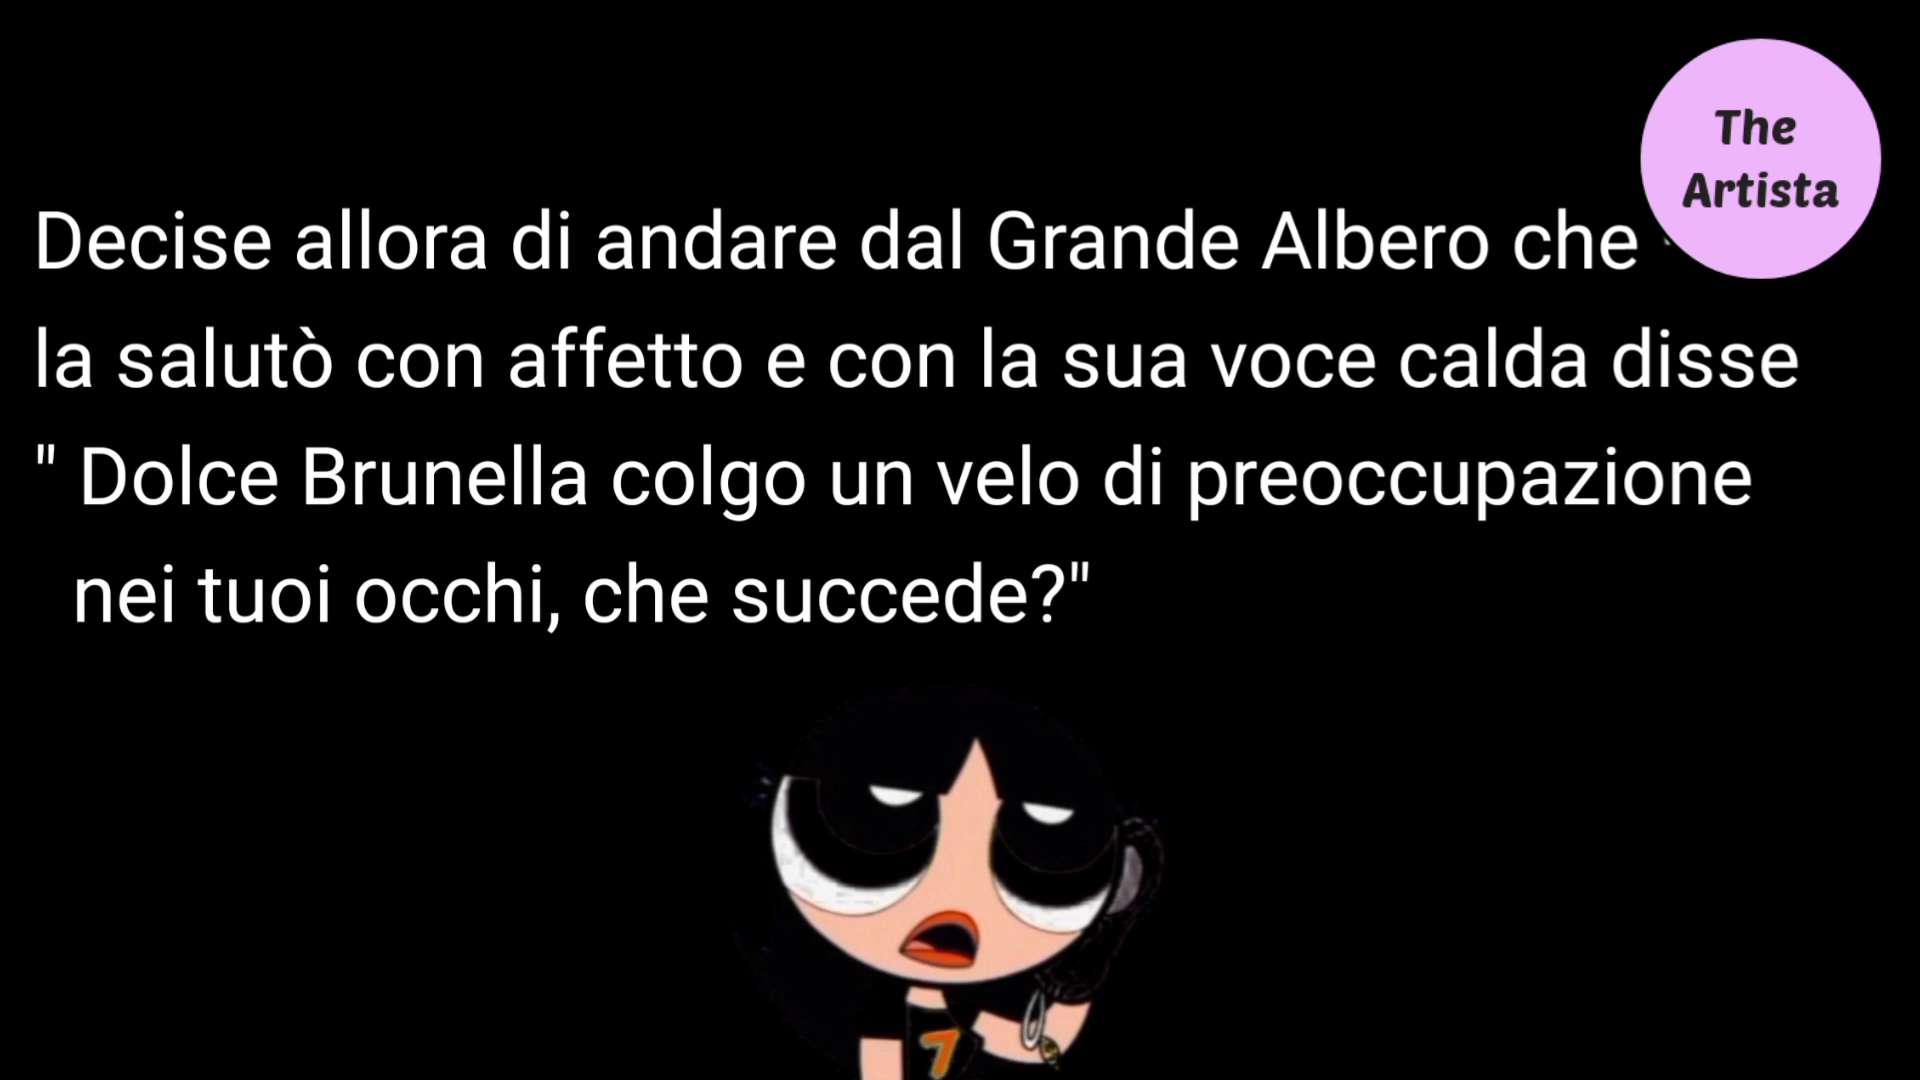 The
Artista
Decise allora di andare dal Grande Albero che
la salutò con affetto e con la sua voce calda disse
" Dolce Brunella colgo un velo di preoccupazione
nei tuoi occhi, che succede?"
7